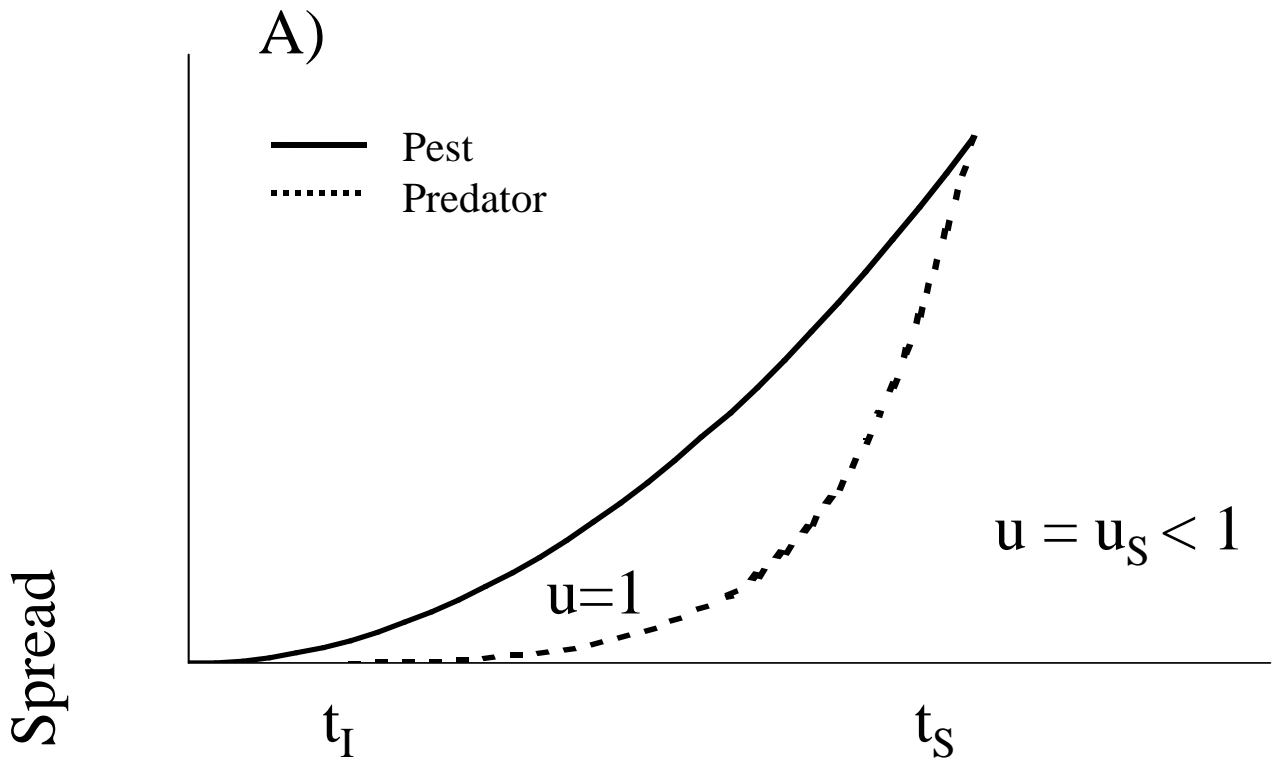 A)
Pest
Predator
u = u_S < 1
u=1
Spread
t_I
t_S